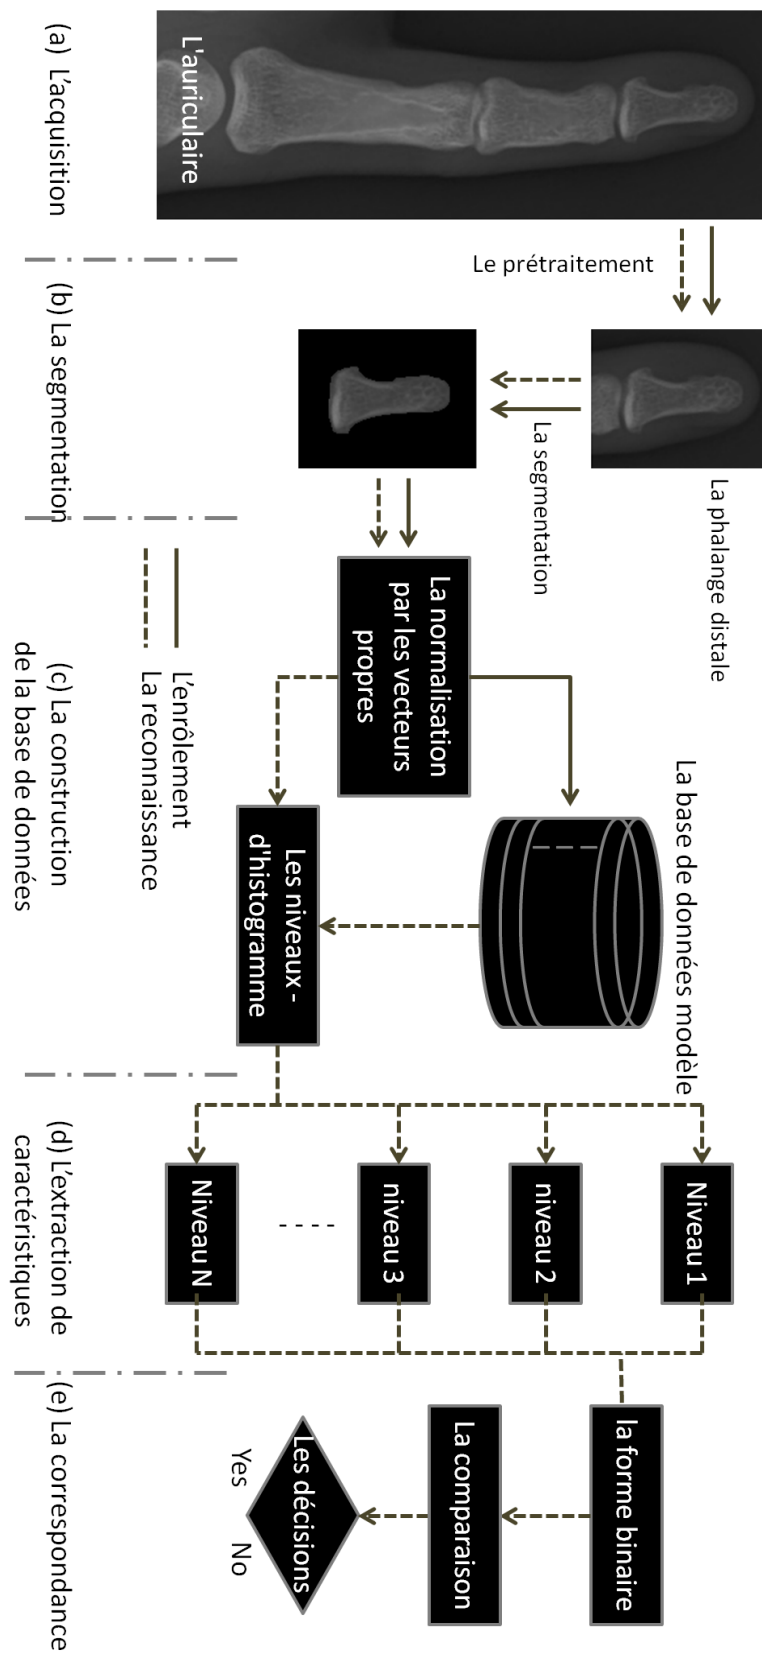 L'auriculaire
Le prétraitement
La phalange distale
La segmentation
La normalisation
par les vecteurs
propres
La base de données modèle
Les niveaux -
d'histogramme
Niveau 1
niveau 2
niveau 3
Niveau N
la forme binaire
La comparaison
Les décisions
Yes
No
L'enrôlement
La reconnaissance
(a) L'acquisition
(b) La segmentation
(c) La construction
de la base de données
(d) L'extraction de
caractéristiques
(e) La correspondance